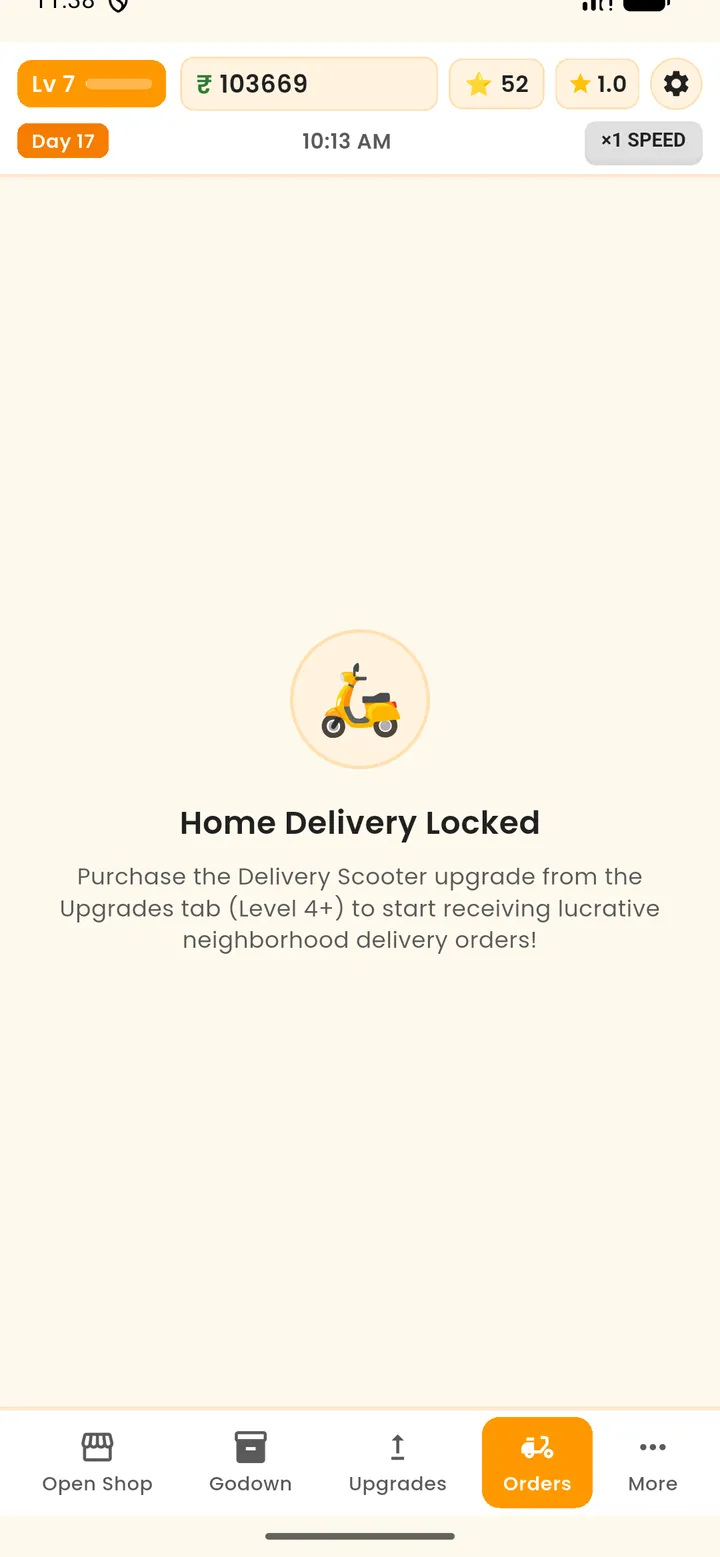 Lv 7
₹ 103669
52
1.0
Day 17
10:13 AM
×1 SPEED
Home Delivery Locked
Purchase the Delivery Scooter upgrade from the
Upgrades tab (Level 4+) to start receiving lucrative
neighborhood delivery orders!
Open Shop
Godown
Upgrades
Orders
More